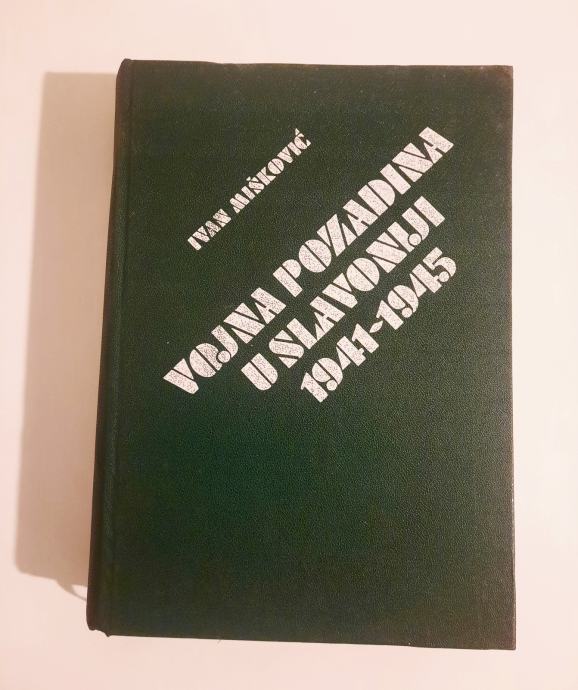 IVAN MIŠKOVIĆ
VOJNA POZADINA
U SLAVONIJI
1941-1945